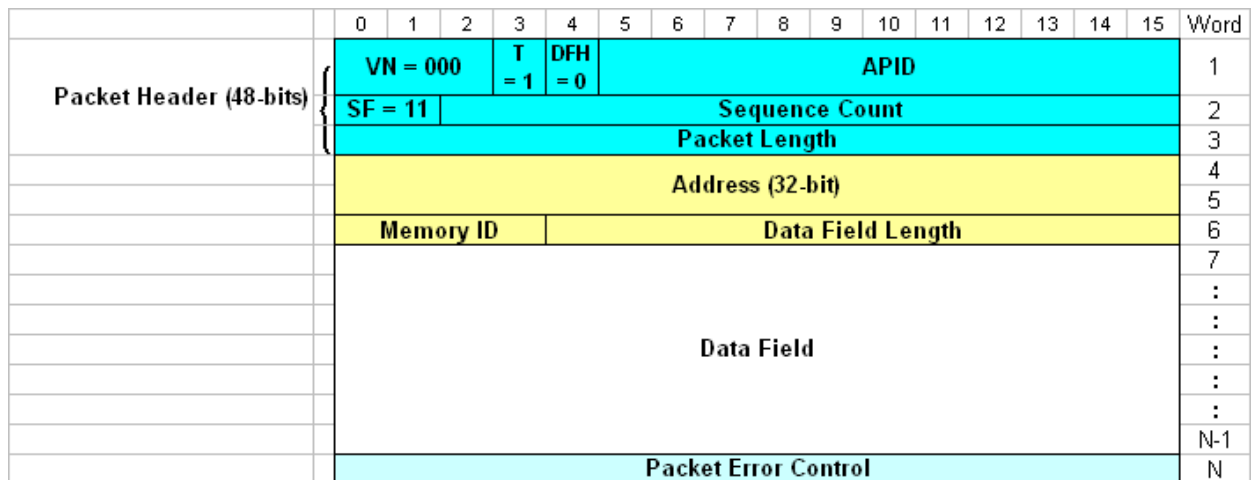 0 1 2 3 4 5 6 7 8 9 10 11 12 13 14 15 Word
VN = 000 T = 1 DFH = 0 APID 1
Packet Header (48-bits)
SF = 11 Sequence Count 2
Packet Length 3
Address (32-bit) 4
5
Memory ID Data Field Length 6
7
:
:
Data Field :
:
:
N-1
Packet Error Control N